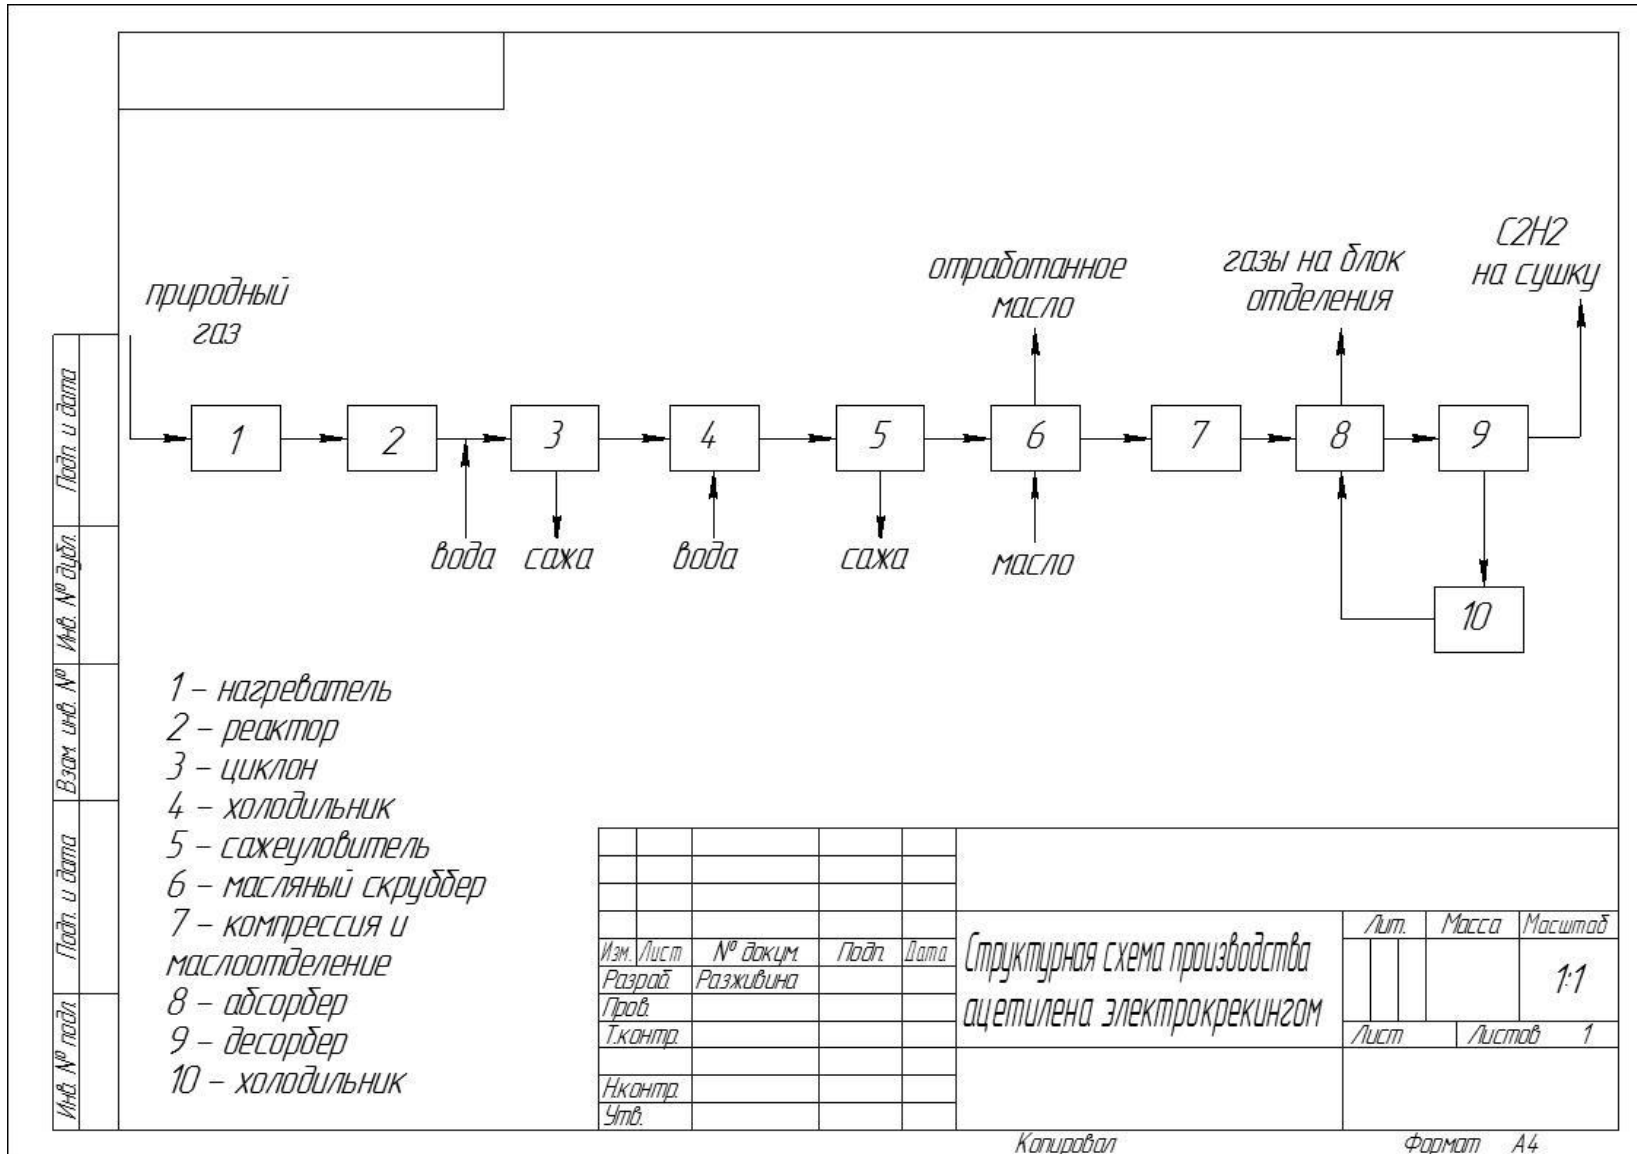 природный
газ
отработанное
масло
газы на блок
отделения
C2H2
на сушку
1
2
3
4
5
6
7
8
9
10
вода
сажа
вода
сажа
масло
1 – нагреватель
2 – реактор
3 – циклон
4 – холодильник
5 – сажеуловитель
6 – масляный скруббер
7 – компрессия и
маслоотделение
8 – абсорбер
9 – десорбер
10 – холодильник
Подп. и дата
Инв. № дубл.
Взам. инв. №
Подп. и дата
Инв. № подл.
Изм. Лист № докум. Подп. Дата
Разраб. Разживина
Пров.
Т.контр.
Н.контр.
Утв.
Структурная схема производства
ацетилена электрокрекингом
Лит. Масса Масштаб
1:1
Лист Листов 1
Копировал Формат А4